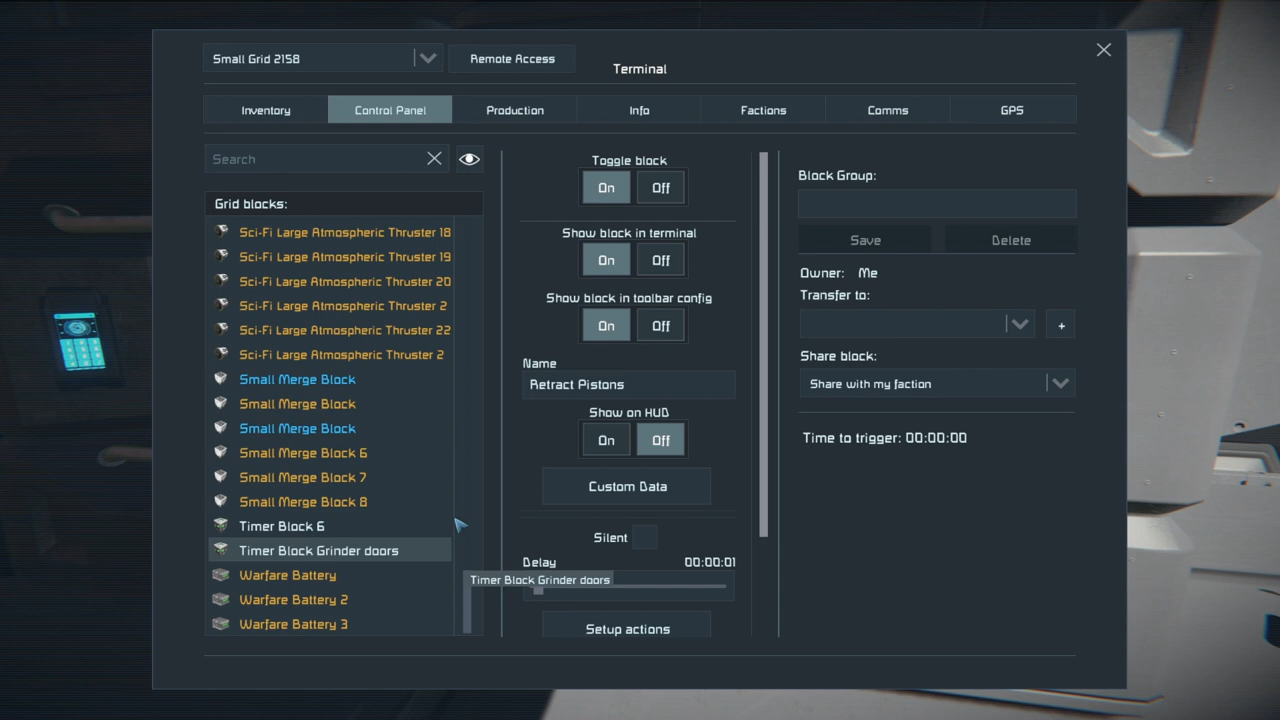 Small Grid 2158
Remote Access
Terminal
Inventory
Control Panel
Production
Info
Factions
Comms
GPS
Search
Grid blocks:
Sci-Fi Large Atmospheric Thruster 18
Sci-Fi Large Atmospheric Thruster 19
Sci-Fi Large Atmospheric Thruster 20
Sci-Fi Large Atmospheric Thruster 2
Sci-Fi Large Atmospheric Thruster 22
Sci-Fi Large Atmospheric Thruster 2
Small Merge Block
Small Merge Block
Small Merge Block
Small Merge Block 6
Small Merge Block 7
Small Merge Block 8
Timer Block 6
Timer Block Grinder doors
Warfare Battery
Warfare Battery 2
Warfare Battery 3
Toggle block
On Off
Show block in terminal
On Off
Show block in toolbar config
On Off
Name
Retract Pistons
Show on HUD
On Off
Custom Data
Silent
Delay 00:00:01
Timer Block Grinder doors
Setup actions
Block Group:
Save Delete
Owner: Me
Transfer to:
+
Share block:
Share with my faction
Time to trigger: 00:00:00